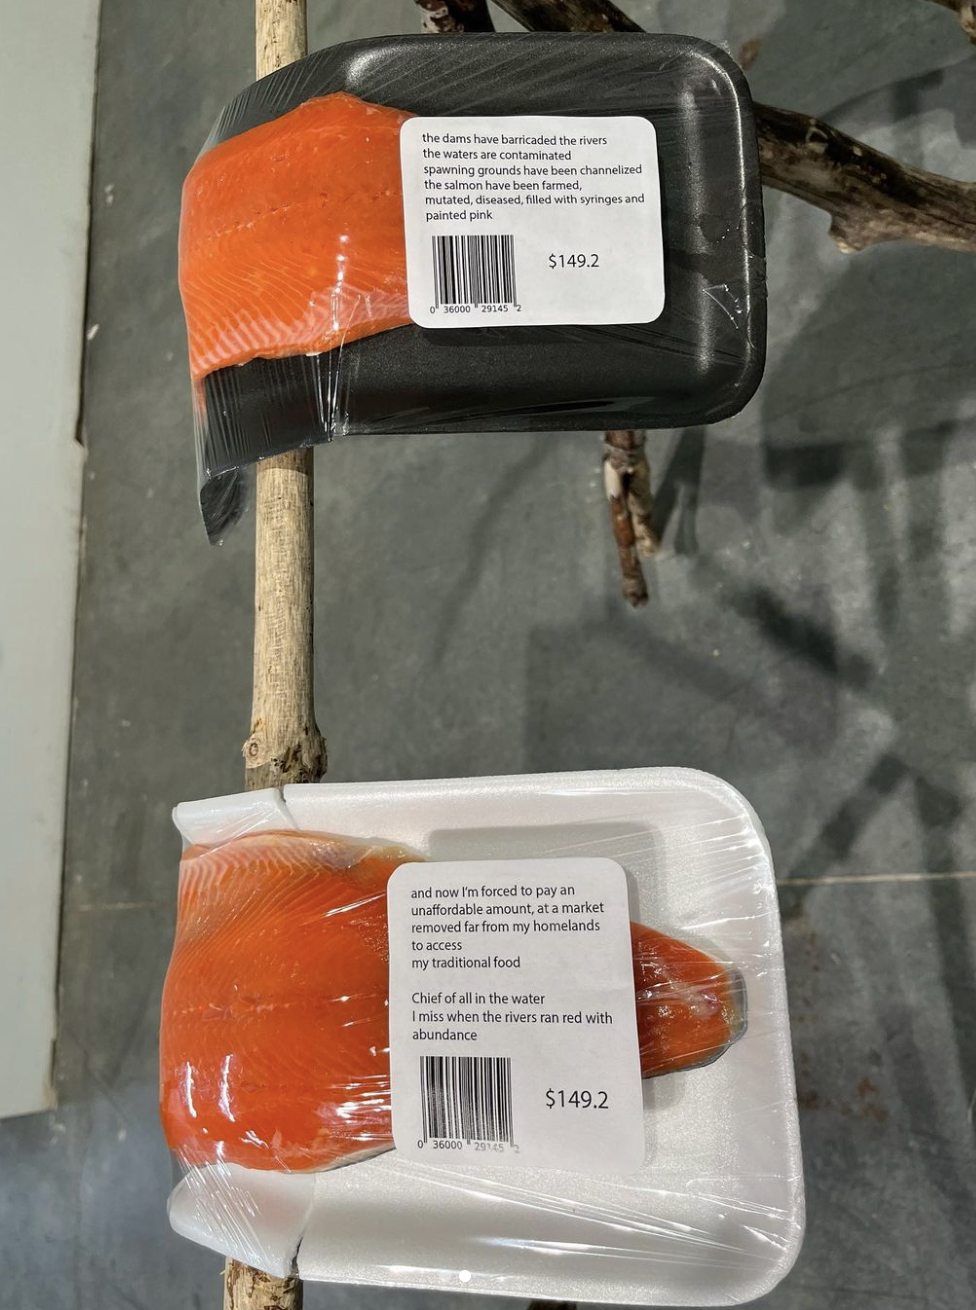 the dams have barricaded the rivers
the waters are contaminated
spawning grounds have been channelized
the salmon have been farmed,
mutated, diseased, filled with syringes and
painted pink
$149.2
0 36000 29145 2
and now I'm forced to pay an
unaffordable amount, at a market
removed far from my homelands
to access
my traditional food
Chief of all in the water
I miss when the rivers ran red with
abundance
$149.2
0 36000 29145 2